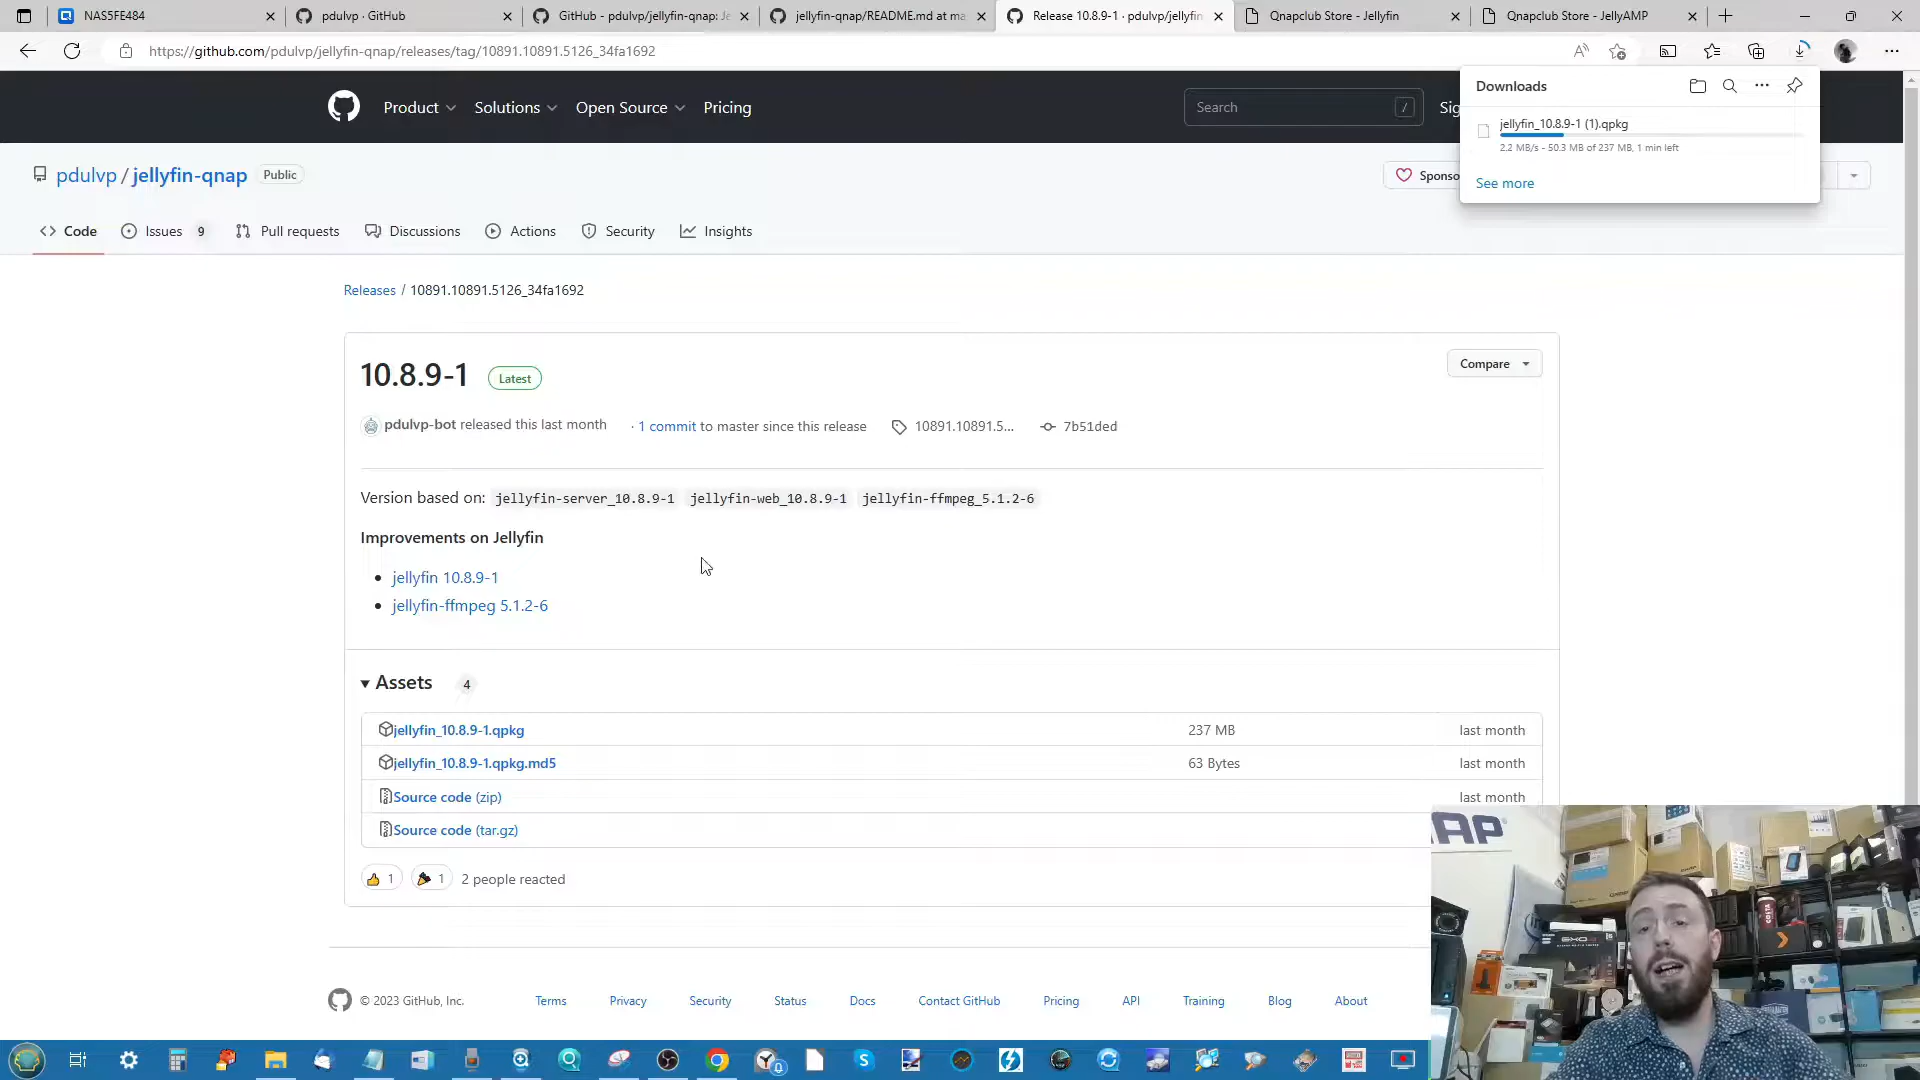 NAS5FE484
pdulvp · GitHub
GitHub - pdulvp/jellyfin-qnap: Je
jellyfin-qnap/README.md at ma
Release 10.8.9-1 · pdulvp/jellyfin
Qnapclub Store - Jellyfin
Qnapclub Store - JellyAMP
https://github.com/pdulvp/jellyfin-qnap/releases/tag/10891.10891.5126_34fa1692
Product
Solutions
Open Source
Pricing
Search /
Sig
Downloads
jellyfin_10.8.9-1 (1).qpkg
2.2 MB/s - 50.3 MB of 237 MB, 1 min left
See more
pdulvp / jellyfin-qnap Public
Sponso
Code
Issues 9
Pull requests
Discussions
Actions
Security
Insights
Releases / 10891.10891.5126_34fa1692
10.8.9-1 Latest
Compare
pdulvp-bot released this last month · 1 commit to master since this release 10891.10891.5... 7b51ded
Version based on: jellyfin-server_10.8.9-1 jellyfin-web_10.8.9-1 jellyfin-ffmpeg_5.1.2-6
Improvements on Jellyfin
• jellyfin 10.8.9-1
• jellyfin-ffmpeg 5.1.2-6
Assets 4
jellyfin_10.8.9-1.qpkg 237 MB last month
jellyfin_10.8.9-1.qpkg.md5 63 Bytes last month
Source code (zip) last month
Source code (tar.gz)
1 1 2 people reacted
© 2023 GitHub, Inc.
Terms
Privacy
Security
Status
Docs
Contact GitHub
Pricing
API
Training
Blog
About